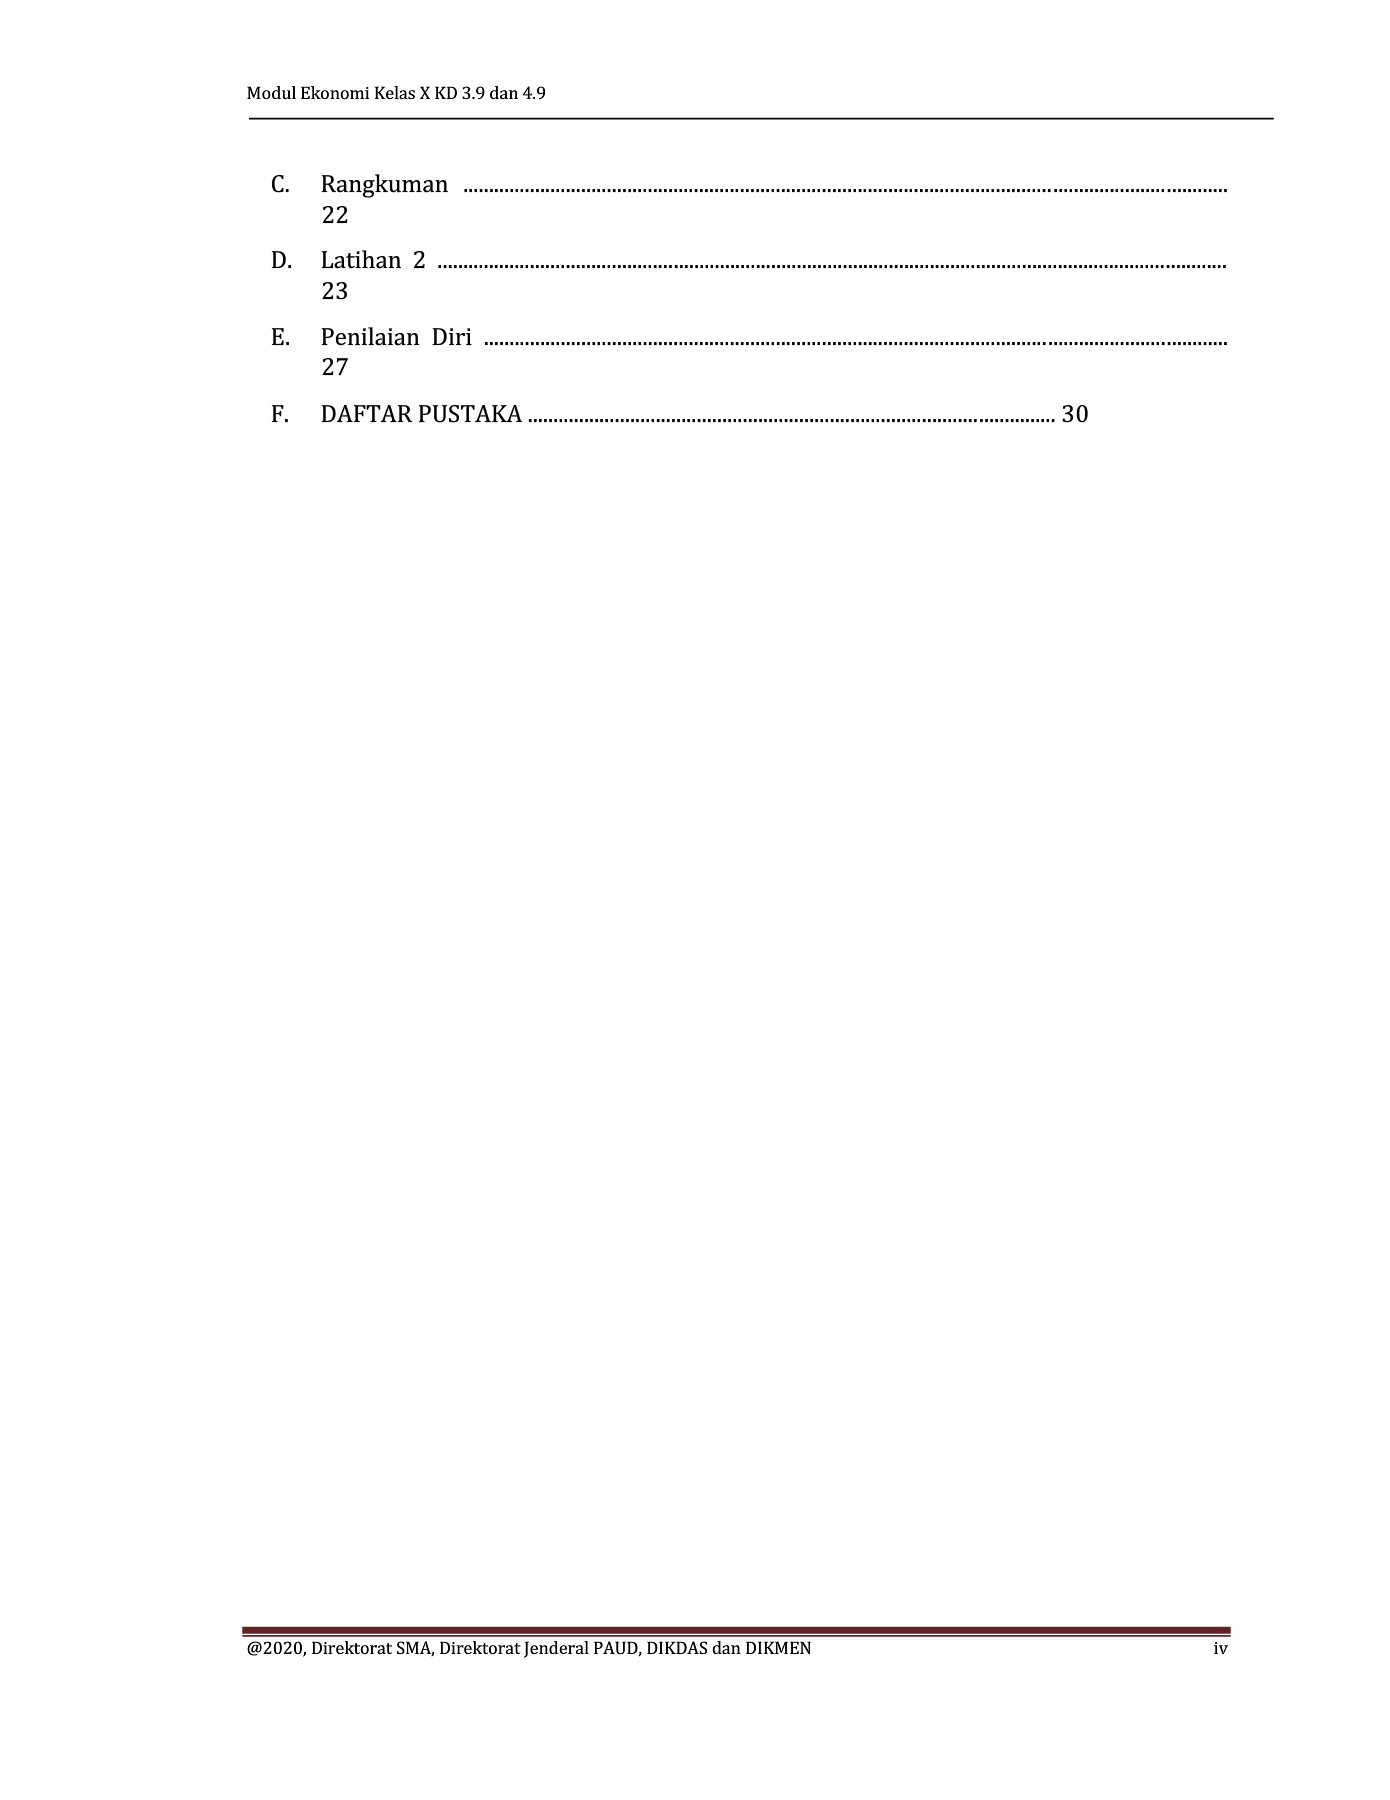 Modul Ekonomi Kelas X KD 3.9 dan 4.9
C. Rangkuman ................................................................................................................................................
22
D. Latihan 2 ....................................................................................................................................................
23
E. Penilaian Diri ............................................................................................................................................
27
F. DAFTAR PUSTAKA ....................................................................................................... 30
@2020, Direktorat SMA, Direktorat Jenderal PAUD, DIKDAS dan DIKMEN iv